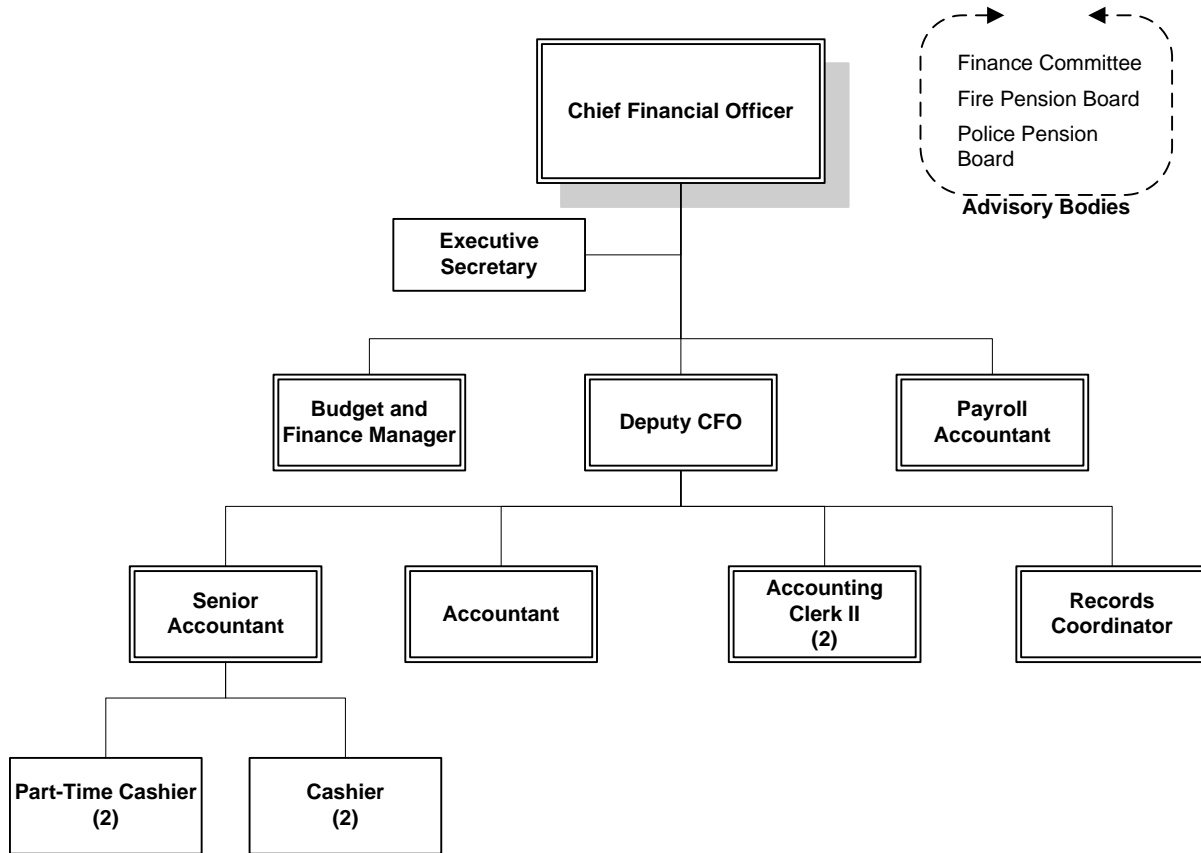 Chief Financial Officer
Finance Committee
Fire Pension Board
Police Pension
Board
Advisory Bodies
Executive
Secretary
Budget and
Finance Manager
Deputy CFO
Payroll
Accountant
Senior
Accountant
Accountant
Accounting
Clerk II
(2)
Records
Coordinator
Part-Time Cashier
(2)
Cashier
(2)